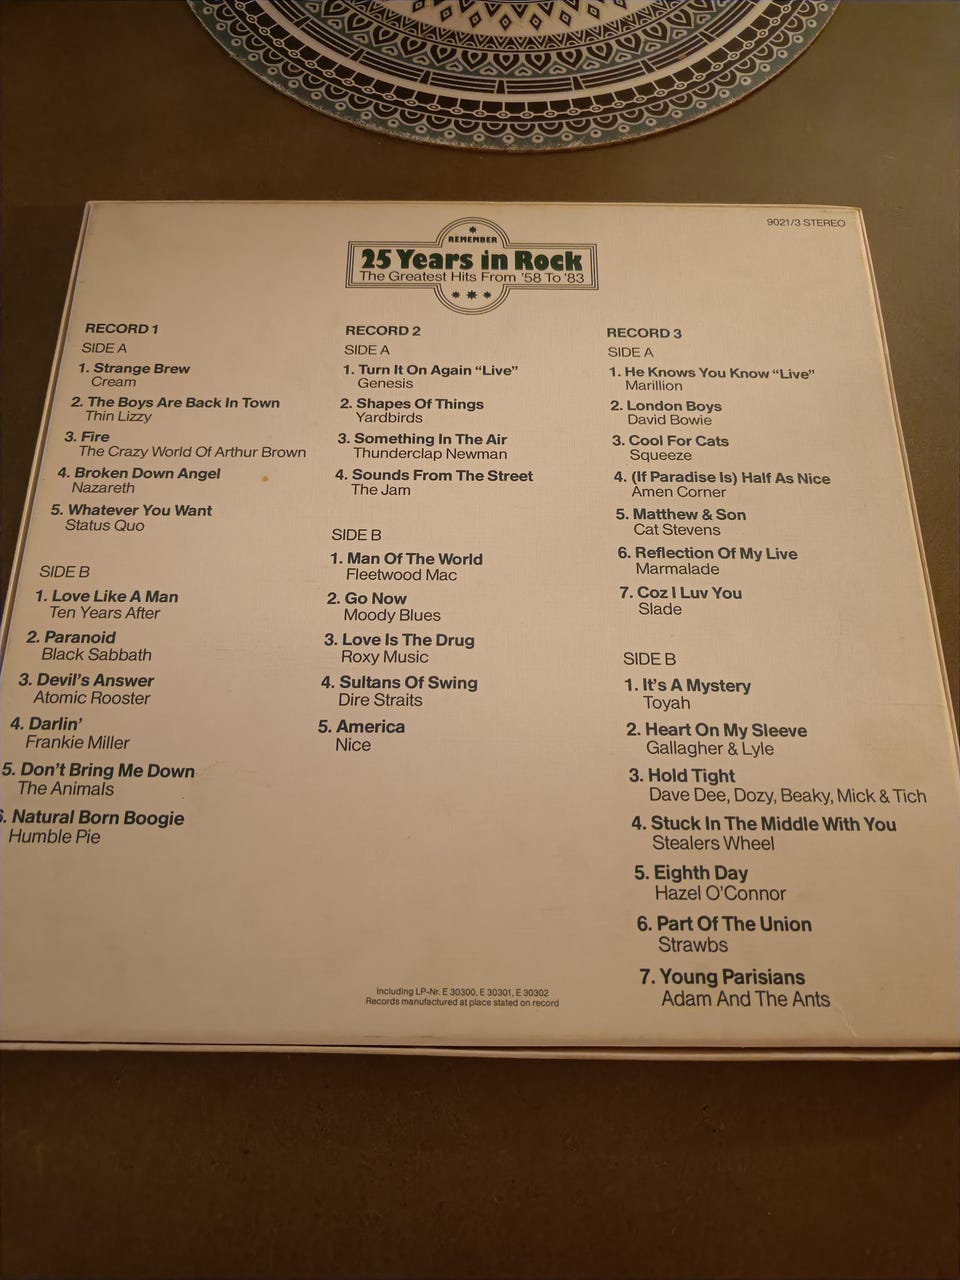 9021/3 STEREO
REMEMBER
25 Years in Rock
The Greatest Hits From '58 To '83
RECORD 1
SIDE A
1. Strange Brew
Cream
2. The Boys Are Back In Town
Thin Lizzy
3. Fire
The Crazy World Of Arthur Brown
4. Broken Down Angel
Nazareth
5. Whatever You Want
Status Quo
SIDE B
1. Love Like A Man
Ten Years After
2. Paranoid
Black Sabbath
3. Devil's Answer
Atomic Rooster
4. Darlin'
Frankie Miller
5. Don't Bring Me Down
The Animals
6. Natural Born Boogie
Humble Pie
RECORD 2
SIDE A
1. Turn It On Again “Live”
Genesis
2. Shapes Of Things
Yardbirds
3. Something In The Air
Thunderclap Newman
4. Sounds From The Street
The Jam
SIDE B
1. Man Of The World
Fleetwood Mac
2. Go Now
Moody Blues
3. Love Is The Drug
Roxy Music
4. Sultans Of Swing
Dire Straits
5. America
Nice
RECORD 3
SIDE A
1. He Knows You Know “Live”
Marillion
2. London Boys
David Bowie
3. Cool For Cats
Squeeze
4. (If Paradise Is) Half As Nice
Amen Corner
5. Matthew & Son
Cat Stevens
6. Reflection Of My Live
Marmalade
7. Coz I Luv You
Slade
SIDE B
1. It's A Mystery
Toyah
2. Heart On My Sleeve
Gallagher & Lyle
3. Hold Tight
Dave Dee, Dozy, Beaky, Mick & Tich
4. Stuck In The Middle With You
Stealers Wheel
5. Eighth Day
Hazel O'Connor
6. Part Of The Union
Strawbs
7. Young Parisians
Adam And The Ants
Including LP-Nr. E 30300, E 30301, E 30302
Records manufactured at place stated on record